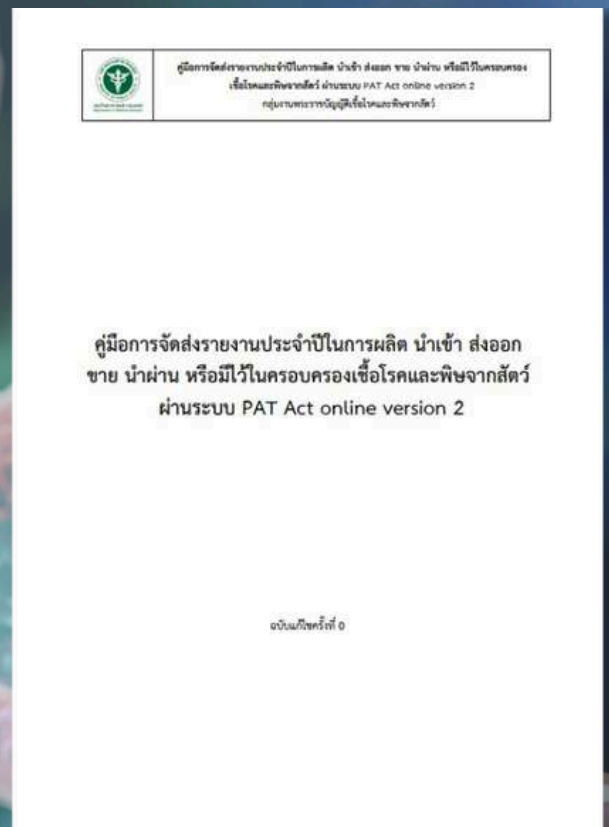 คู่มือการจัดส่งรายงานประจำปีในการผลิต นำเข้า ส่งออก ขาย นำผ่าน หรือมีไว้ในครอบครอง
เชื้อโรคและพิษจากสัตว์ ผ่านระบบ PAT Act online version 2
กลุ่มงานพระราชบัญญัติเชื้อโรคและพิษจากสัตว์
คู่มือการจัดส่งรายงานประจำปีในการผลิต นำเข้า ส่งออก
ขาย นำผ่าน หรือมีไว้ในครอบครองเชื้อโรคและพิษจากสัตว์
ผ่านระบบ PAT Act online version 2
ฉบับแก้ไขครั้งที่ 0